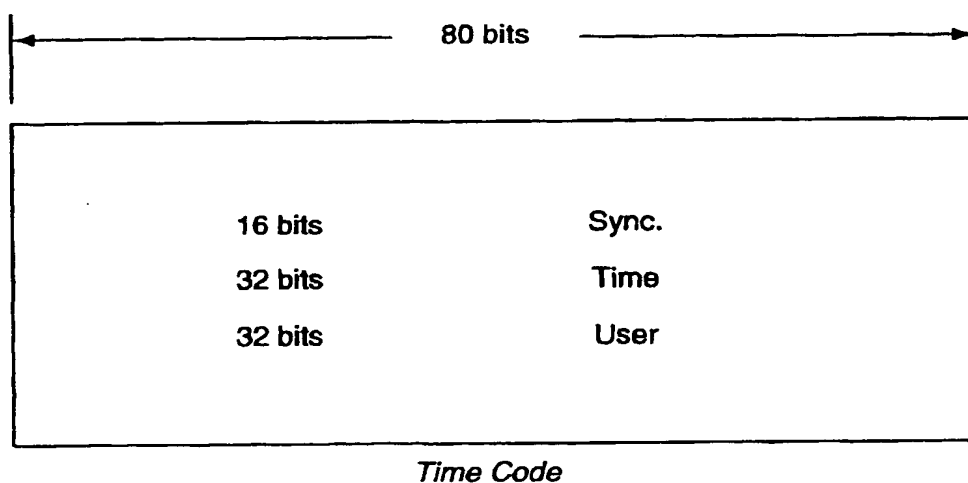 80 bits
16 bits Sync.
32 bits Time
32 bits User
Time Code